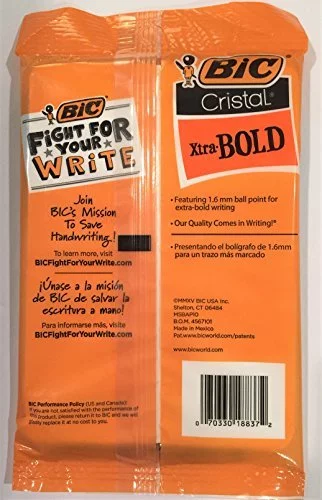 BiC
FiGHT FOR
YOUR
WRiTE
Join
BIC's Mission
To Save
Handwriting!
To learn more, visit
BICFightForYourWrite.com
¡Únase a la misión
de BIC de salvar la
escritura a mano!
Para informarse más, visite
BICFightForYourWrite.com
BIC Performance Policy (US and Canada)
If you are not satisfied with the performance of
this product, please return it to BIC and we will
gladly replace it at no cost to you.
BiC
Cristal®
Xtra-BOLD
• Featuring 1.6 mm ball point for
extra-bold writing
• Our Quality Comes in Writing!®
• Presentando el bolígrafo de 1.6mm
para un trazo más marcado
©MMXV BIC USA Inc.
Shelton, CT 06484
MSBAP10
B.O.M. 4567101
Made in Mexico
Pat.bicworld.com/patents
www.bicworld.com
0 70330 18837 2